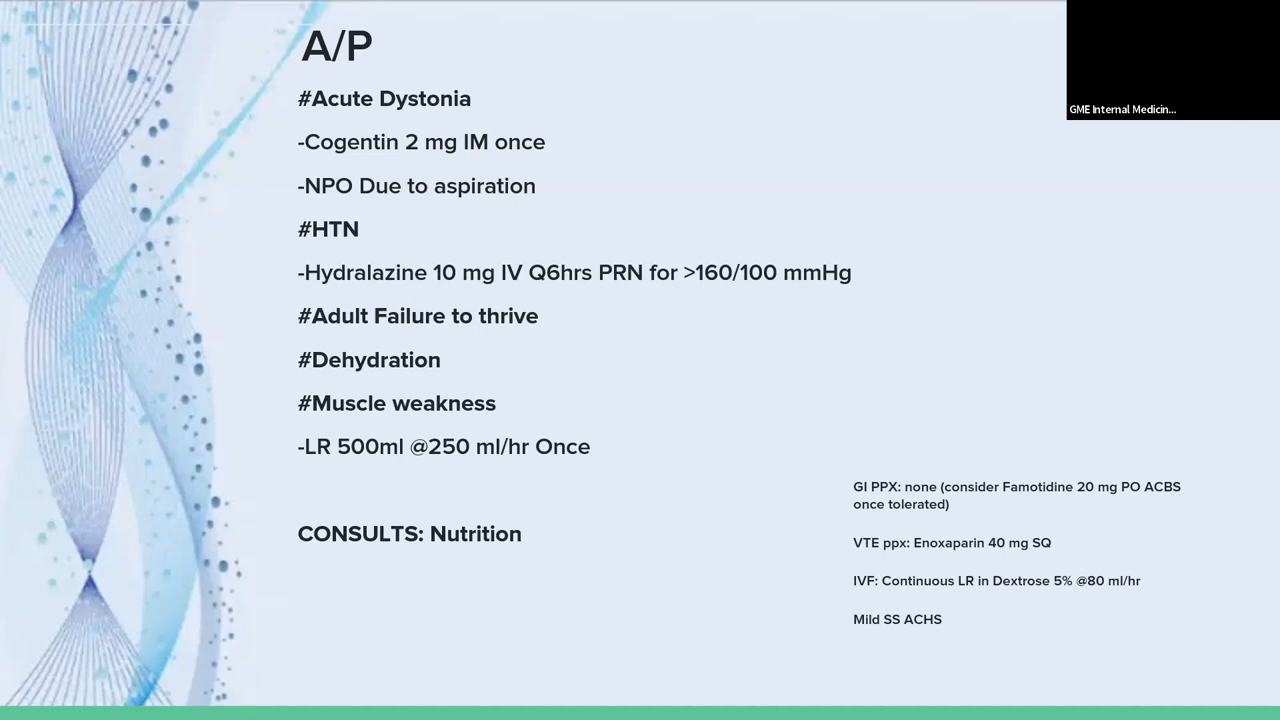 A/P
#Acute Dystonia
-Cogentin 2 mg IM once
-NPO Due to aspiration
#HTN
-Hydralazine 10 mg IV Q6hrs PRN for >160/100 mmHg
#Adult Failure to thrive
#Dehydration
#Muscle weakness
-LR 500ml @250 ml/hr Once
CONSULTS: Nutrition
GI PPX: none (consider Famotidine 20 mg PO ACBS
once tolerated)
VTE ppx: Enoxaparin 40 mg SQ
IVF: Continuous LR in Dextrose 5% @80 ml/hr
Mild SS ACHS
GME Internal Medicin...